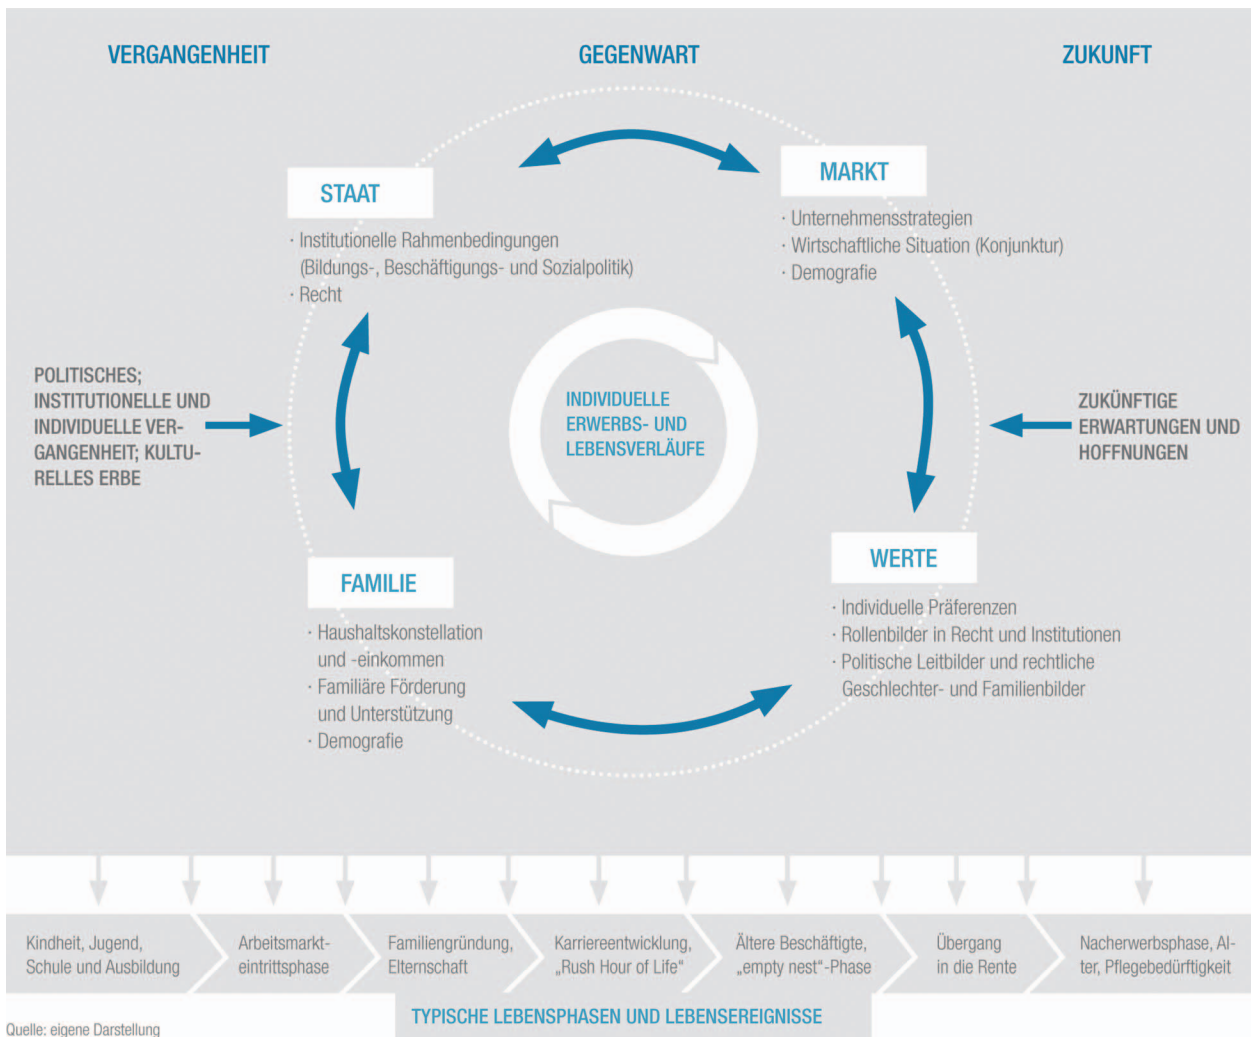 VERGANGENHEIT
GEGENWART
ZUKUNFT
STAAT
· Institutionelle Rahmenbedingungen
(Bildungs-, Beschäftigungs- und Sozialpolitik)
· Recht
MARKT
· Unternehmensstrategien
· Wirtschaftliche Situation (Konjunktur)
· Demografie
POLITISCHES;
INSTITUTIONELLE UND
INDIVIDUELLE VER-
GANGENHEIT; KULTU-
RELLES ERBE
INDIVIDUELLE
ERWERBS- UND
LEBENSVERLÄUFE
ZUKÜNFTIGE
ERWARTUNGEN UND
HOFFNUNGEN
FAMILIE
· Haushaltskonstellation
und -einkommen
· Familiäre Förderung
und Unterstützung
· Demografie
WERTE
· Individuelle Präferenzen
· Rollenbilder in Recht und Institutionen
· Politische Leitbilder und rechtliche
Geschlechter- und Familienbilder
Kindheit, Jugend,
Schule und Ausbildung
Arbeitsmarkt-
eintrittsphase
Familiengründung,
Elternschaft
Karriereentwicklung,
„Rush Hour of Life“
Ältere Beschäftigte,
„empty nest“-Phase
Übergang
in die Rente
Nacherwerbsphase, Al-
ter, Pflegebedürftigkeit
TYPISCHE LEBENSPHASEN UND LEBENSEREIGNISSE
Quelle: eigene Darstellung